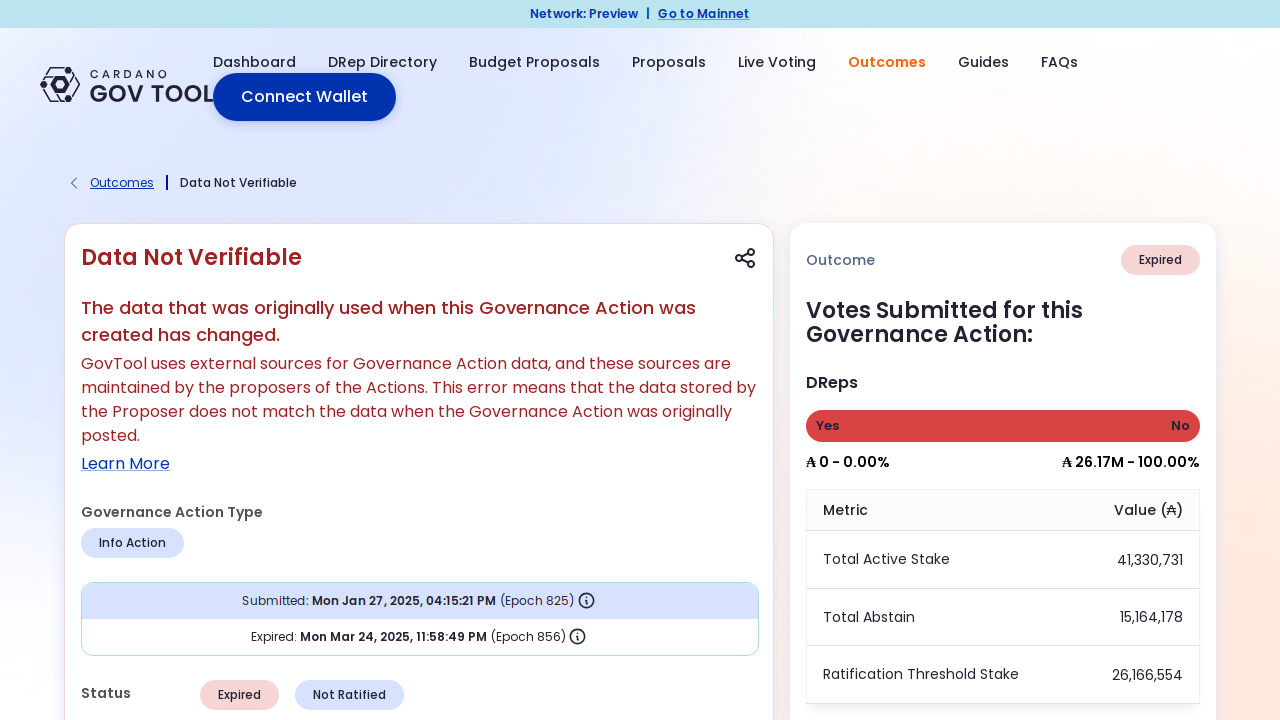 Network: Preview | Go to Mainnet
CARDANO
GOV TOOL
Dashboard DRep Directory Budget Proposals Proposals Live Voting Outcomes Guides FAQs
Connect Wallet
Outcomes | Data Not Verifiable
Data Not Verifiable
The data that was originally used when this Governance Action was
created has changed.
GovTool uses external sources for Governance Action data, and these sources are
maintained by the proposers of the Actions. This error means that the data stored by
the Proposer does not match the data when the Governance Action was originally
posted.
Learn More
Governance Action Type
Info Action
Submitted: Mon Jan 27, 2025, 04:15:21 PM (Epoch 825)
Expired: Mon Mar 24, 2025, 11:58:49 PM (Epoch 856)
Status Expired Not Ratified
Outcome Expired
Votes Submitted for this
Governance Action:
DReps
Yes No
₳ 0 - 0.00% ₳ 26.17M - 100.00%
Metric Value (₳)
Total Active Stake 41,330,731
Total Abstain 15,164,178
Ratification Threshold Stake 26,166,554